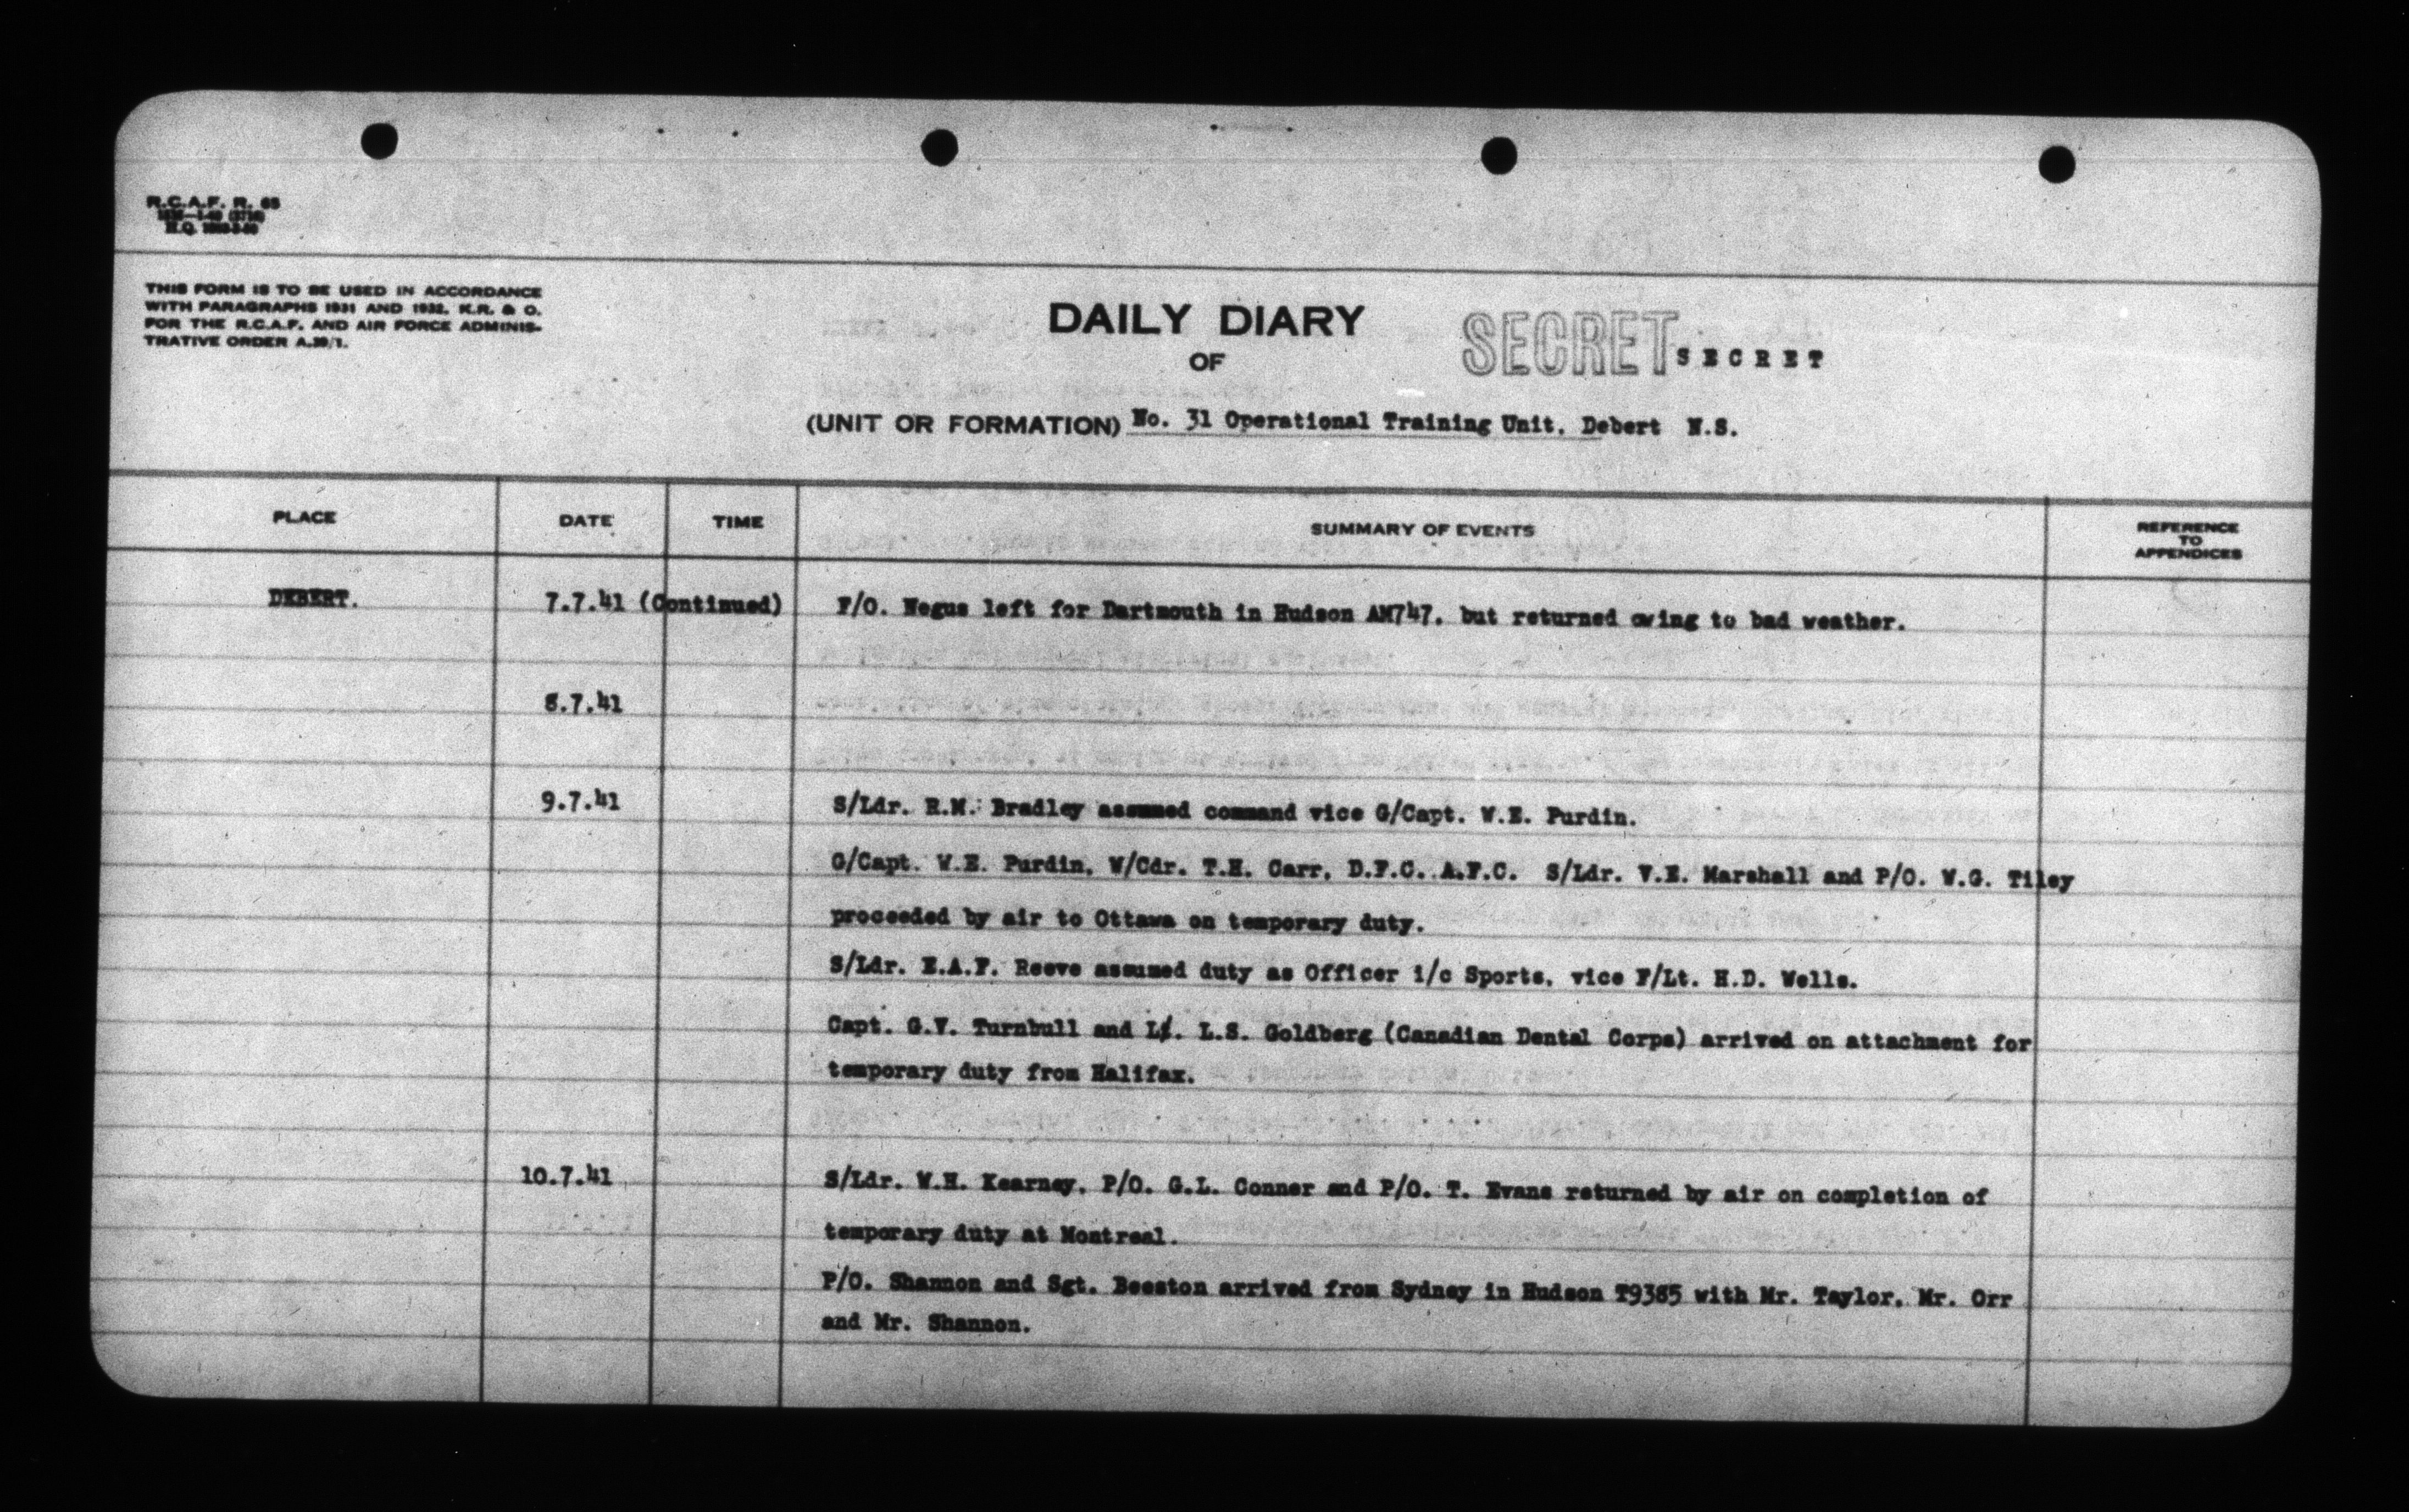 R.C.A.F. R. 65
THIS FORM IS TO BE USED IN ACCORDANCE
WITH PARAGRAPHS 1931 AND 1932, K.R. & O.
FOR THE R.C.A.F. AND AIR FORCE ADMINIS-
TRATIVE ORDER A.39/1.
DAILY DIARY
OF
SECRET SECRET
(UNIT OR FORMATION) No. 31 Operational Training Unit. Debert N.S.
PLACE DATE TIME SUMMARY OF EVENTS REFERENCE TO APPENDICES
DEBERT. 7.7.41 (Continued) F/O. Negus left for Dartmouth in Hudson AM747. but returned owing to bad weather.
8.7.41
9.7.41 S/Ldr. R.M. Bradley assumed command vice G/Capt. W.E. Purdin.
G/Capt. W.E. Purdin, W/Cdr. T.H. Carr, D.F.C. A.F.C. S/Ldr. V.E. Marshall and P/O. W.G. Tiley
proceeded by air to Ottawa on temporary duty.
S/Ldr. E.A.F. Reeve assumed duty as Officer i/c Sports, vice F/Lt. H.D. Wells.
Capt. G.V. Turnbull and Lt. L.S. Goldberg (Canadian Dental Corps) arrived on attachment for
temporary duty from Halifax.
10.7.41 S/Ldr. W.H. Kearney, P/O. G.L. Conner and P/O. T. Evans returned by air on completion of
temporary duty at Montreal.
P/O. Shannon and Sgt. Beeston arrived from Sydney in Hudson T9385 with Mr. Taylor, Mr. Orr
and Mr. Shannon.